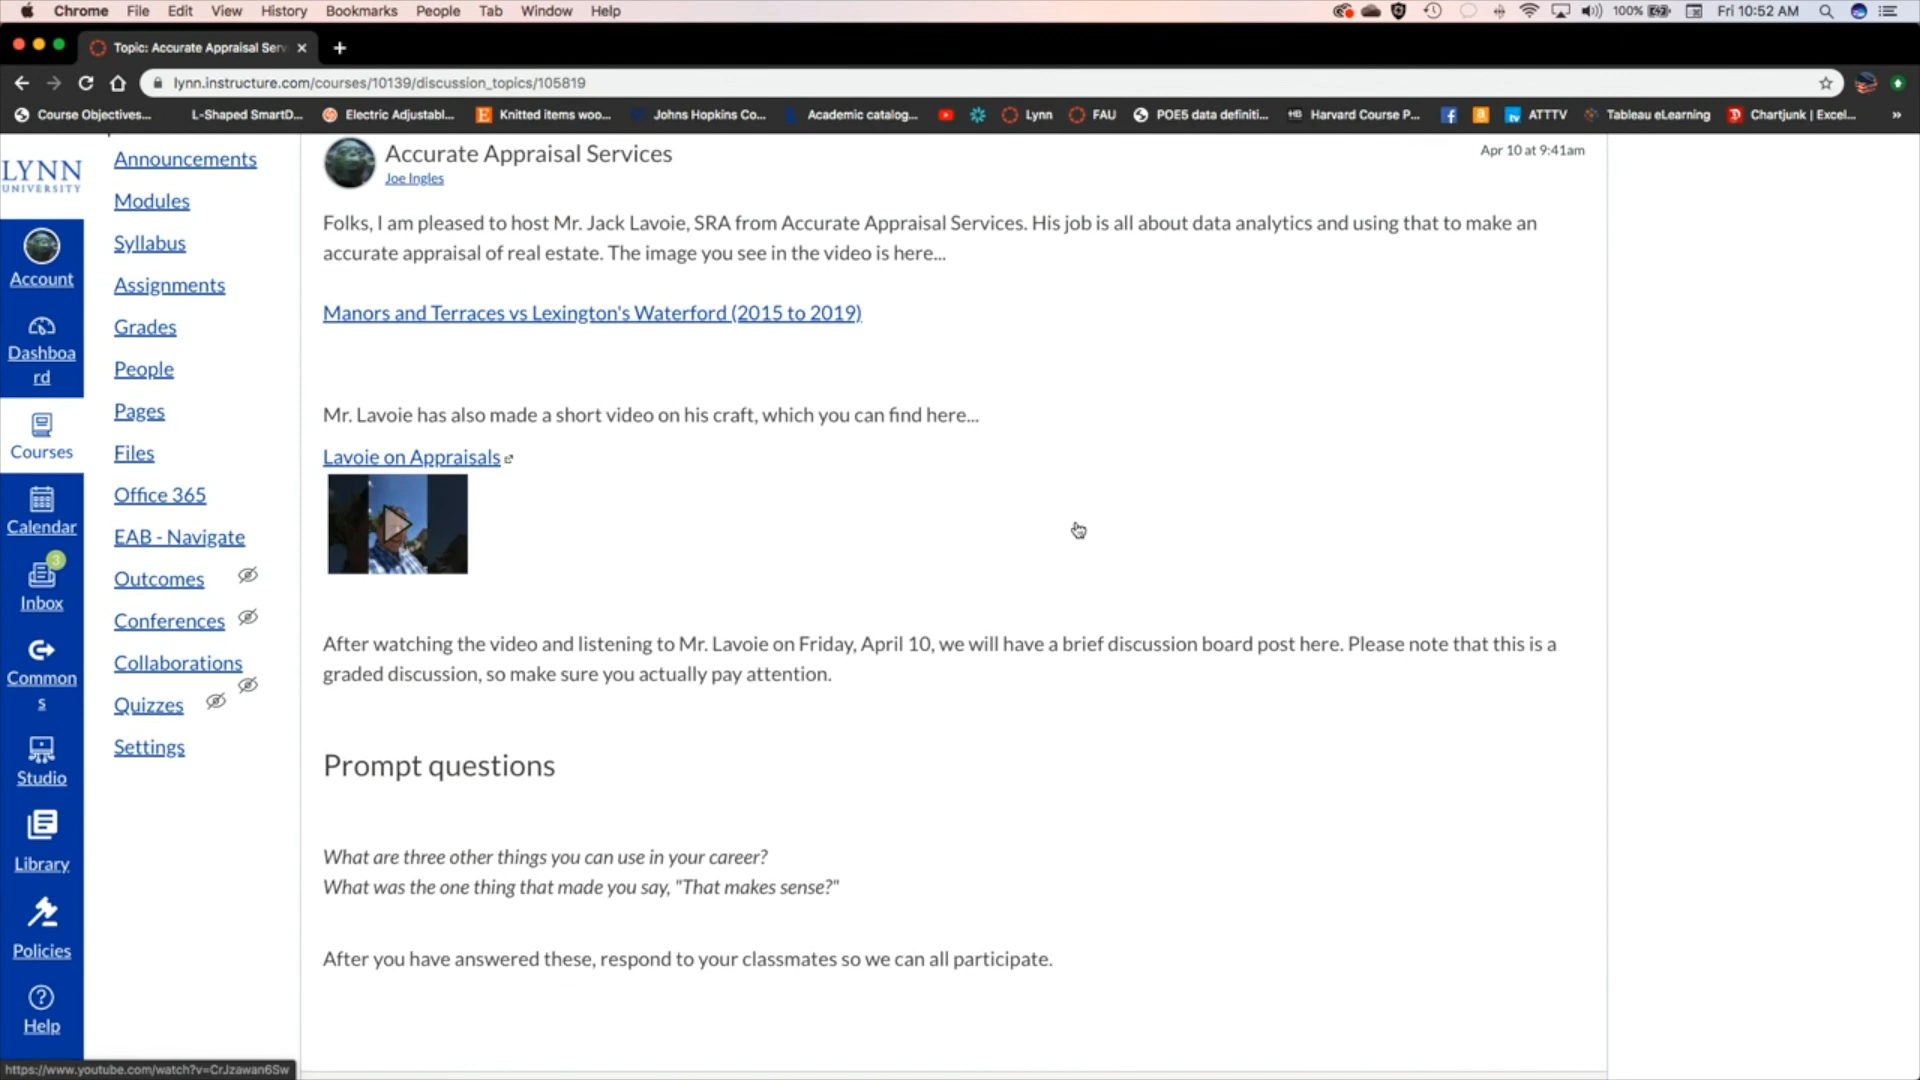 Chrome File Edit View History Bookmarks People Tab Window Help 100% Fri 10:52 AM
Topic: Accurate Appraisal Serv
lynn.instructure.com/courses/10139/discussion_topics/105819
Course Objectives... L-Shaped SmartD... Electric Adjustabl... Knitted items woo... Johns Hopkins Co... Academic catalog... Lynn FAU POE5 data definiti... Harvard Course P... ATTTV Tableau eLearning Chartjunk | Excel... »
LYNN
UNIVERSITY
Account
Dashboa
rd
Courses
Calendar
3
Inbox
Common
s
Studio
Library
Policies
Help
Announcements
Modules
Syllabus
Assignments
Grades
People
Pages
Files
Office 365
EAB - Navigate
Outcomes
Conferences
Collaborations
Quizzes
Settings
Accurate Appraisal Services
Apr 10 at 9:41am
Joe Ingles
Folks, I am pleased to host Mr. Jack Lavoie, SRA from Accurate Appraisal Services. His job is all about data analytics and using that to make an
accurate appraisal of real estate. The image you see in the video is here...
Manors and Terraces vs Lexington's Waterford (2015 to 2019)
Mr. Lavoie has also made a short video on his craft, which you can find here...
Lavoie on Appraisals
After watching the video and listening to Mr. Lavoie on Friday, April 10, we will have a brief discussion board post here. Please note that this is a
graded discussion, so make sure you actually pay attention.
Prompt questions
What are three other things you can use in your career?
What was the one thing that made you say, "That makes sense?"
After you have answered these, respond to your classmates so we can all participate.
https://www.youtube.com/watch?v=CrJzawan6Sw